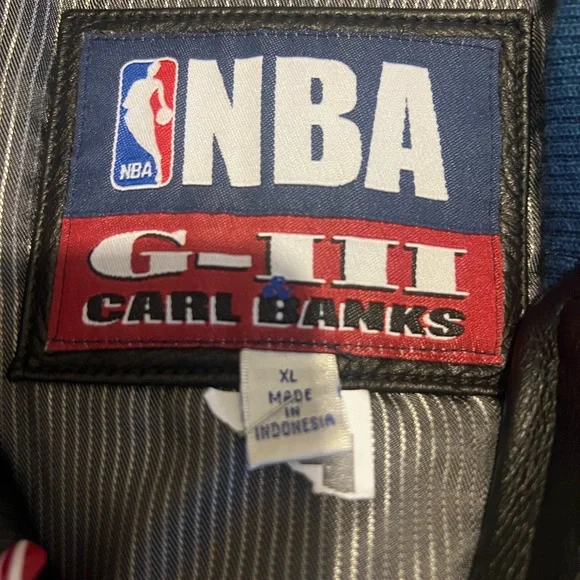 NBA
NBA
G-III
&
CARL BANKS
XL
MADE
IN
INDONESIA